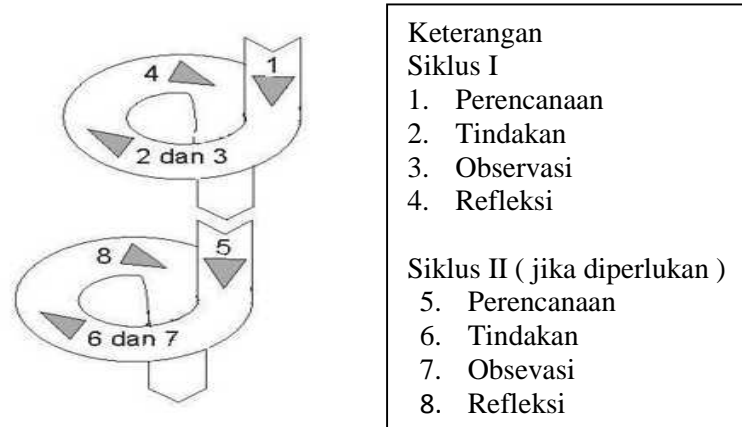 4
1
2 dan 3
8
5
6 dan 7
Keterangan
Siklus I
1. Perencanaan
2. Tindakan
3. Observasi
4. Refleksi
Siklus II ( jika diperlukan )
5. Perencanaan
6. Tindakan
7. Obsevasi
8. Refleksi